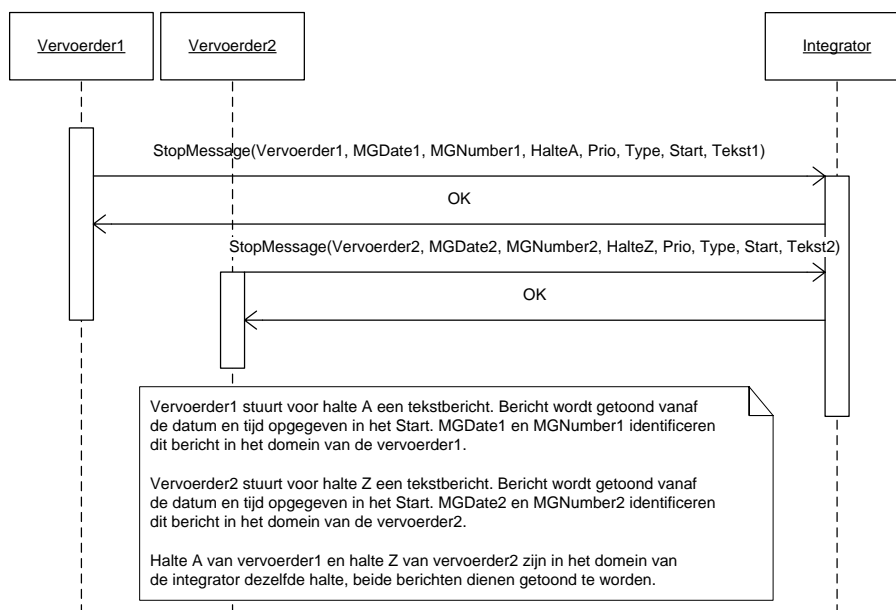 Vervoerder1
Vervoerder2
Integrator
StopMessage(Vervoerder1, MGDate1, MGNumber1, HalteA, Prio, Type, Start, Tekst1)
OK
StopMessage(Vervoerder2, MGDate2, MGNumber2, HalteZ, Prio, Type, Start, Tekst2)
OK
Vervoerder1 stuurt voor halte A een tekstbericht. Bericht wordt getoond vanaf
de datum en tijd opgegeven in het Start. MGDate1 en MGNumber1 identificeren
dit bericht in het domein van de vervoerder1.
Vervoerder2 stuurt voor halte Z een tekstbericht. Bericht wordt getoond vanaf
de datum en tijd opgegeven in het Start. MGDate2 en MGNumber2 identificeren
dit bericht in het domein van de vervoerder2.
Halte A van vervoerder1 en halte Z van vervoerder2 zijn in het domein van
de integrator dezelfde halte, beide berichten dienen getoond te worden.